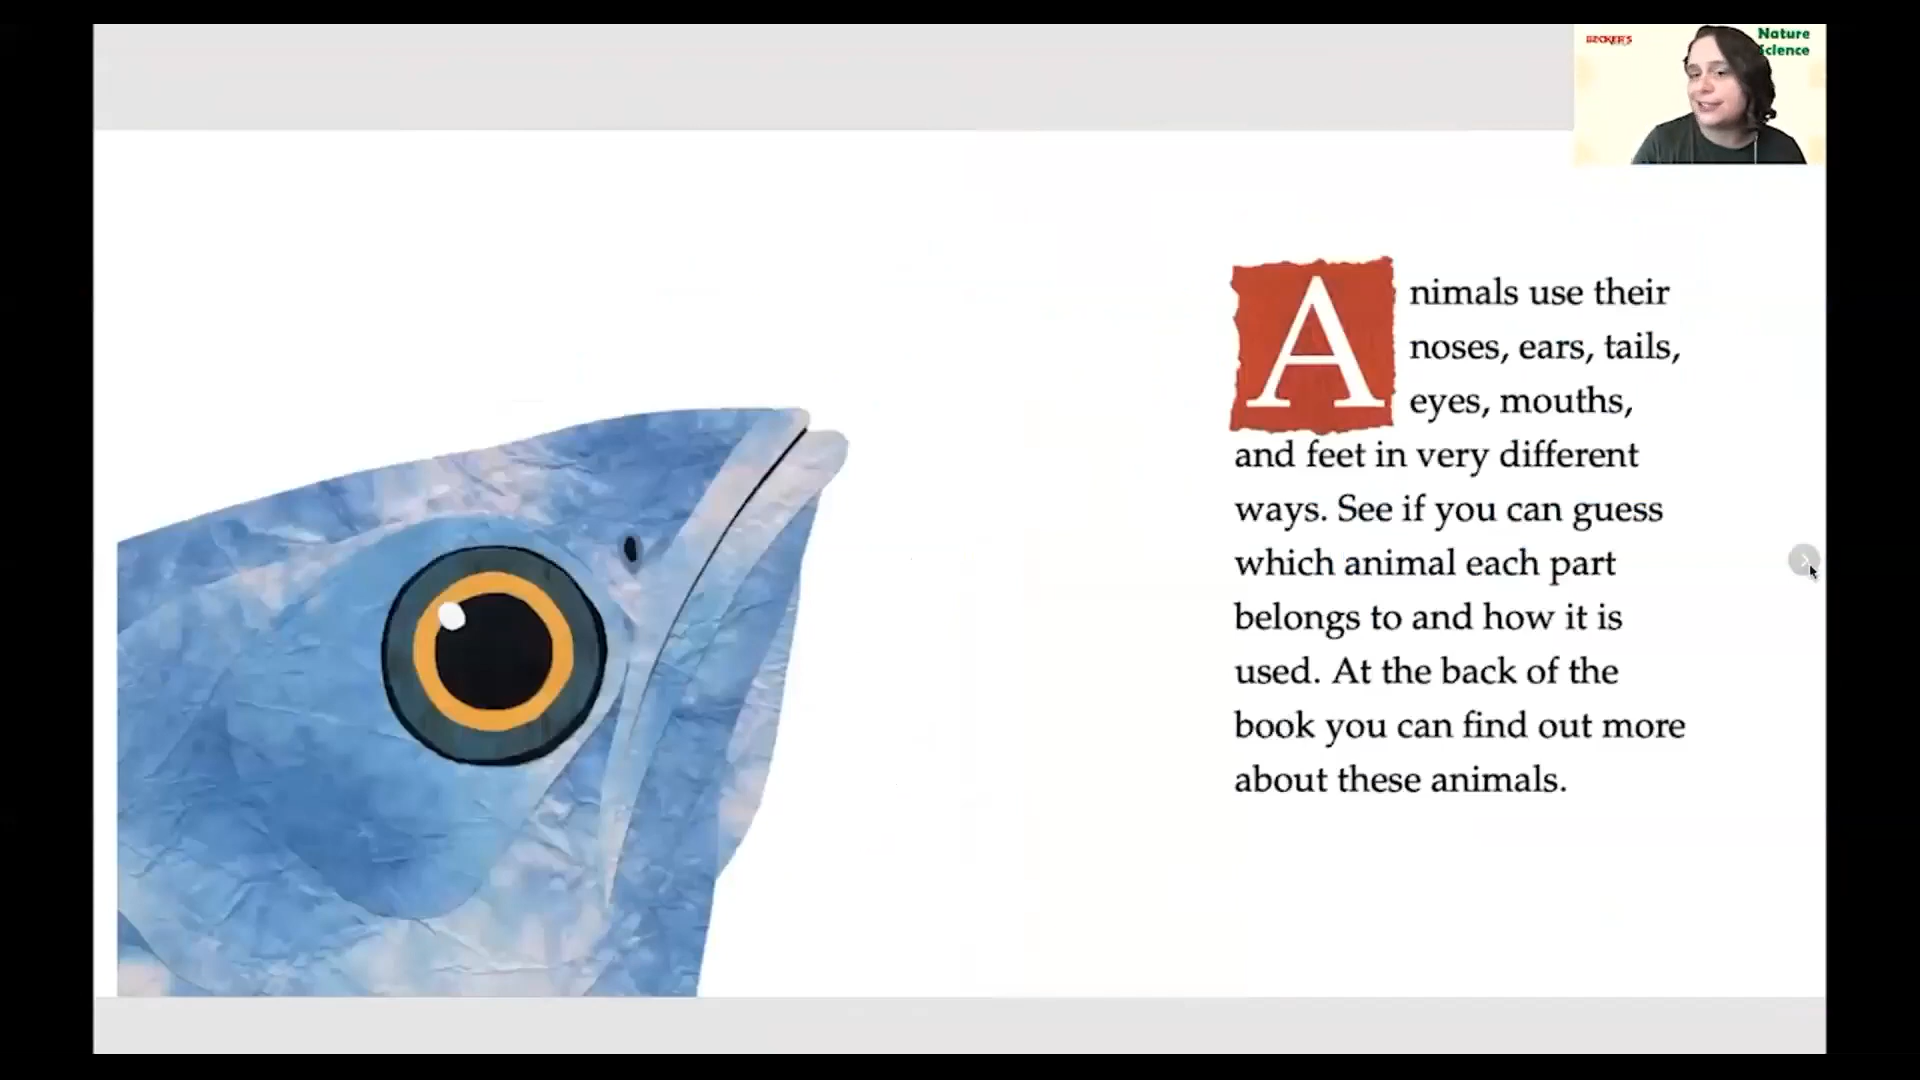 BECKER'S
Nature
Science
Animals use their
noses, ears, tails,
eyes, mouths,
and feet in very different
ways. See if you can guess
which animal each part
belongs to and how it is
used. At the back of the
book you can find out more
about these animals.